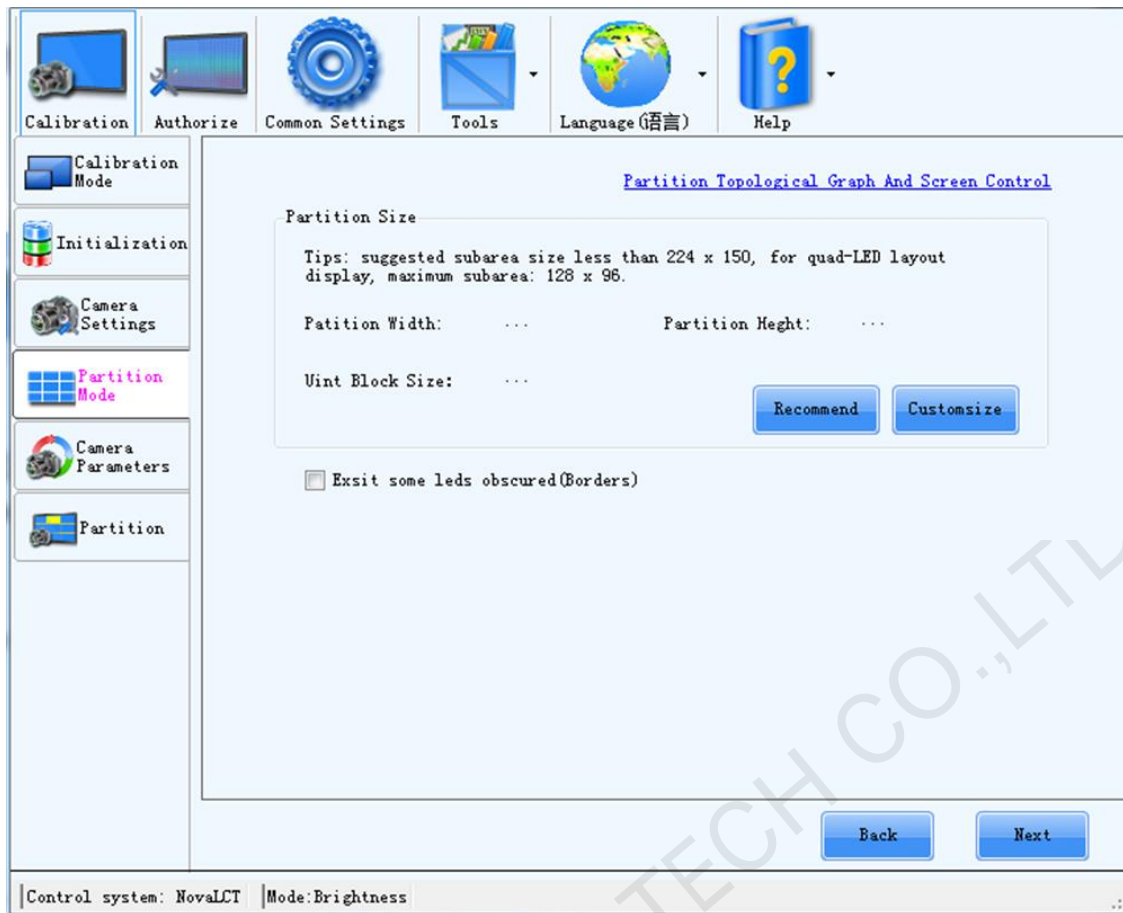 Calibration
Authorize
Common Settings
Tools
Language(语言)
Help
Calibration
Mode
Initialization
Camera
Settings
Partition
Mode
Camera
Parameters
Partition
Partition Topological Graph And Screen Control
Partition Size
Tips: suggested subarea size less than 224 x 150, for quad-LED layout
display, maximum subarea: 128 x 96.
Patition Width: ... Partition Heght: ...
Uint Block Size: ...
Recommend Customsize
Exsit some leds obscured(Borders)
Back Next
Control system: NovaLCT Mode:Brightness
TECH CO.,LTD